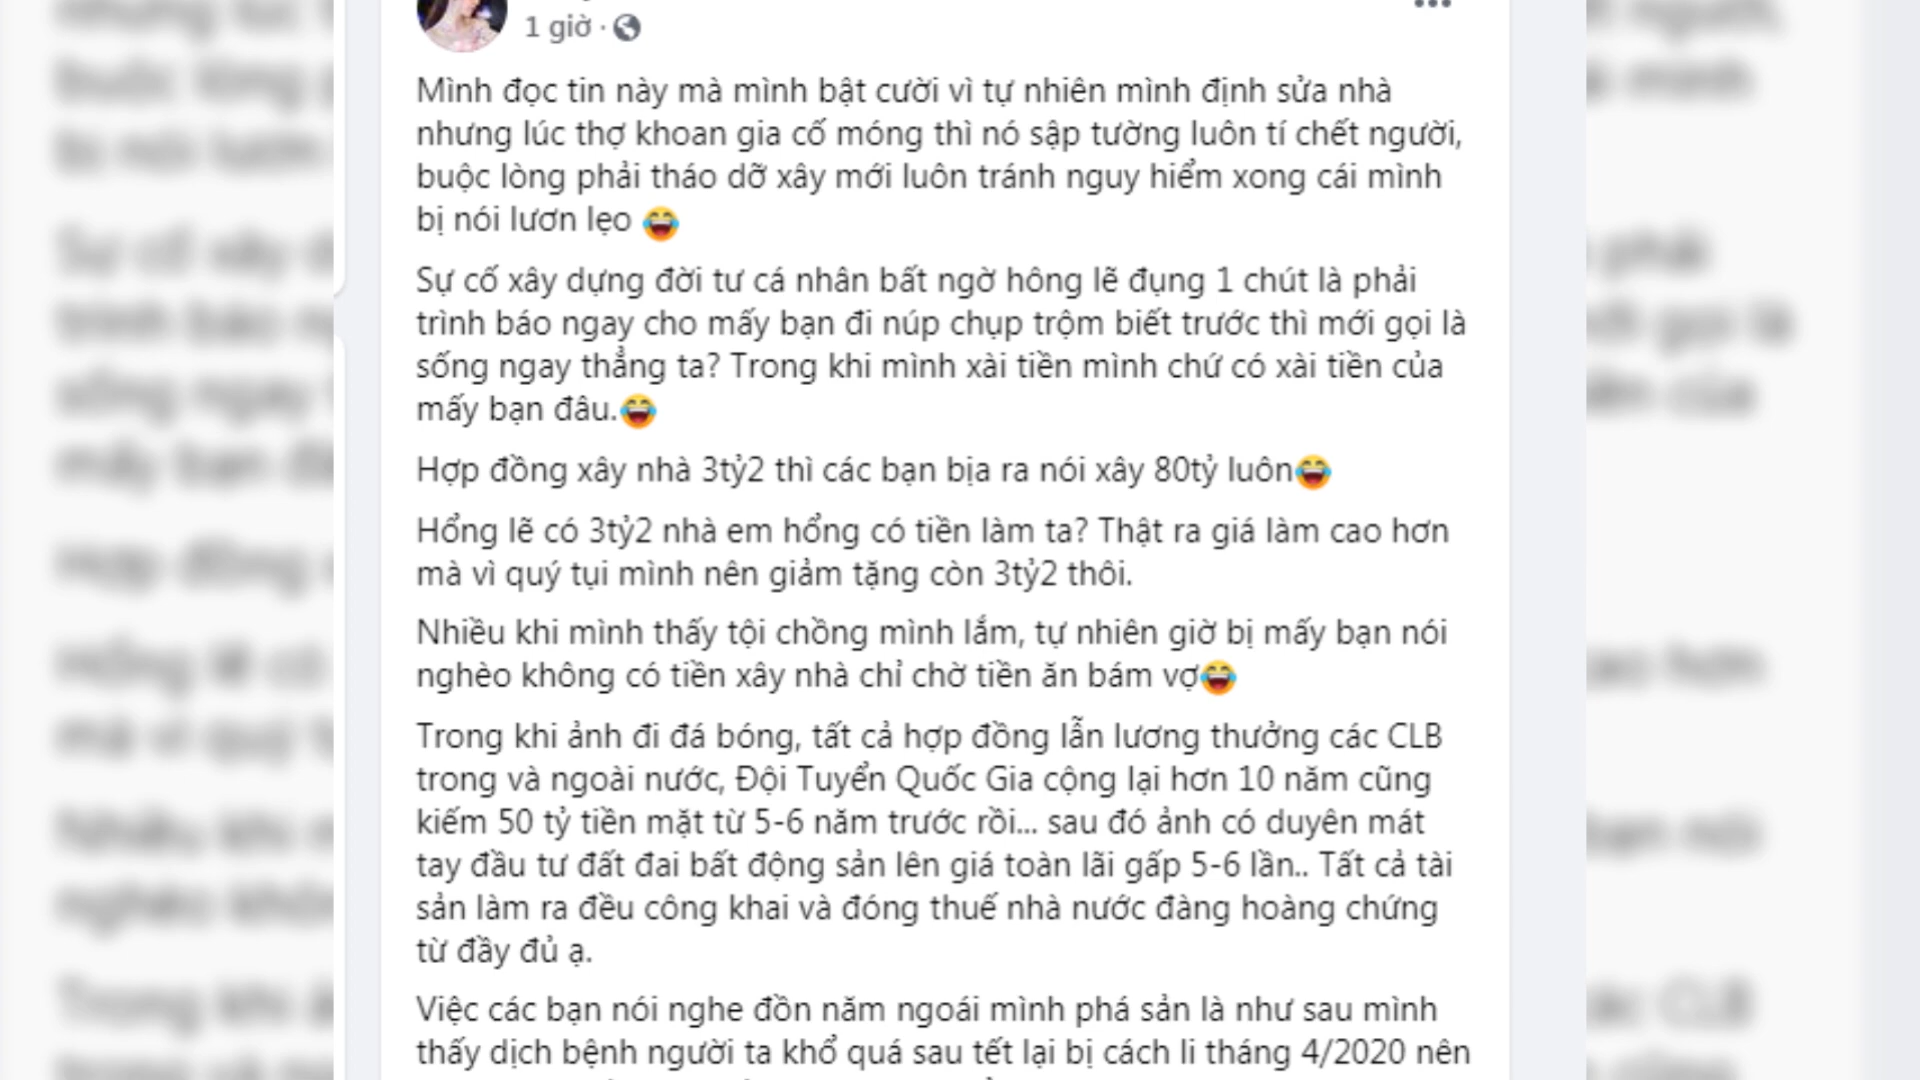 1 giờ ·
Mình đọc tin này mà mình bật cười vì tự nhiên mình định sửa nhà
nhưng lúc thợ khoan gia cố móng thì nó sập tường luôn tí chết người,
buộc lòng phải tháo dỡ xây mới luôn tránh nguy hiểm xong cái mình
bị nói lươn lẹo 😂
Sự cố xây dựng đời tư cá nhân bất ngờ hông lẽ đụng 1 chút là phải
trình báo ngay cho mấy bạn đi núp chụp trộm biết trước thì mới gọi là
sống ngay thẳng ta? Trong khi mình xài tiền mình chứ có xài tiền của
mấy bạn đâu.😂
Hợp đồng xây nhà 3tỷ2 thì các bạn bịa ra nói xây 80tỷ luôn😂
Hổng lẽ có 3tỷ2 nhà em hổng có tiền làm ta? Thật ra giá làm cao hơn
mà vì quý tụi mình nên giảm tặng còn 3tỷ2 thôi.
Nhiều khi mình thấy tội chồng mình lắm, tự nhiên giờ bị mấy bạn nói
nghèo không có tiền xây nhà chỉ chờ tiền ăn bám vợ😂
Trong khi ảnh đi đá bóng, tất cả hợp đồng lẫn lương thưởng các CLB
trong và ngoài nước, Đội Tuyển Quốc Gia cộng lại hơn 10 năm cũng
kiếm 50 tỷ tiền mặt từ 5-6 năm trước rồi... sau đó ảnh có duyên mát
tay đầu tư đất đai bất động sản lên giá toàn lãi gấp 5-6 lần.. Tất cả tài
sản làm ra đều công khai và đóng thuế nhà nước đàng hoàng chứng
từ đầy đủ ạ.
Việc các bạn nói nghe đồn năm ngoái mình phá sản là như sau mình
thấy dịch bệnh người ta khổ quá sau tết lại bị cách li tháng 4/2020 nên